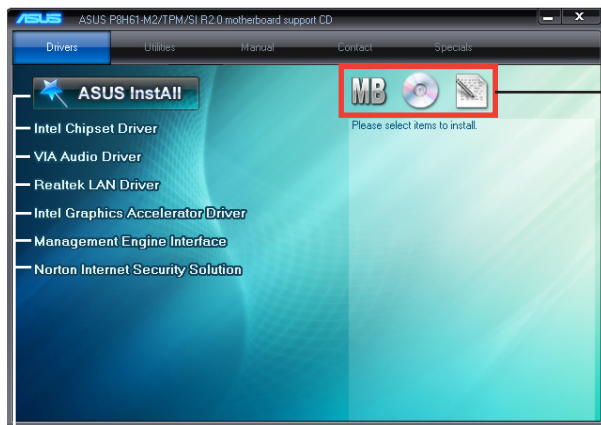 ASUS ASUS P8H61-M2/TPM/SI R2.0 motherboard support CD
Drivers Utilities Manual Contact Specials
ASUS InstAll
MB
Please select items to install.
Intel Chipset Driver
VIA Audio Driver
Realtek LAN Driver
Intel Graphics Accelerator Driver
Management Engine Interface
Norton Internet Security Solution